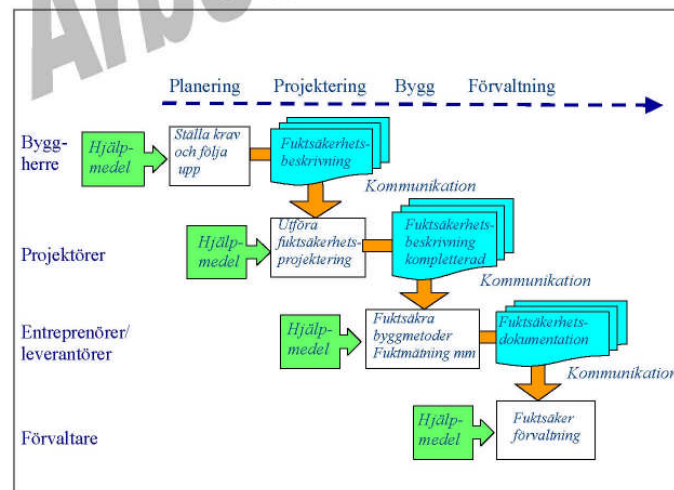 Arbe
Planering Projektering Bygg Förvaltning
Bygg-
herre
Hjälp-
medel
Ställa krav
och följa
upp
Fuktsäkerhets-
beskrivning
Kommunikation
Projektörer
Hjälp-
medel
Utföra
fuktsäkerhets-
projektering
Fuktsäkerhets-
beskrivning
kompletterad
Kommunikation
Entreprenörer/
leverantörer
Hjälp-
medel
Fuktsäkra
byggmetoder
Fuktmätning mm
Fuktsäkerhets-
dokumentation
Kommunikation
Förvaltare
Hjälp-
medel
Fuktsäker
förvaltning